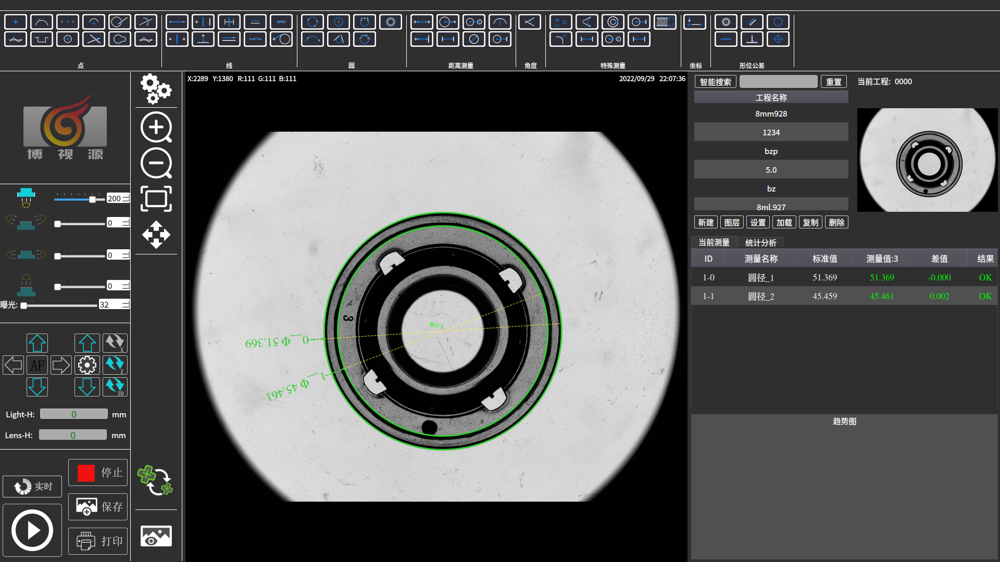 点
线
圆
距离测量
角度
特殊测量
坐标
形位公差
X:2289 Y:1380 R:111 G:111 B:111
2022/09/29 22:07:36
智能搜索
重置
当前工程: 0000
工程名称
8mm928
1234
bzp
5.0
bz
8ml.927
新建 图层 设置 加载 复制 删除
当前测量 统计分析
ID 测量名称 标准值 测量值:3 差值 结果
1-0 圆径_1 51.369 51.369 -0.000 OK
1-1 圆径_2 45.459 45.461 0.002 OK
趋势图
博视源
200
0
0
0
曝光: 32
X
AF
Z
ZO
Light-H: 0 mm
Lens-H: 0 mm
停止
实时
保存
打印
3
1:OK
0__Φ 51.369
1__Φ 45.461